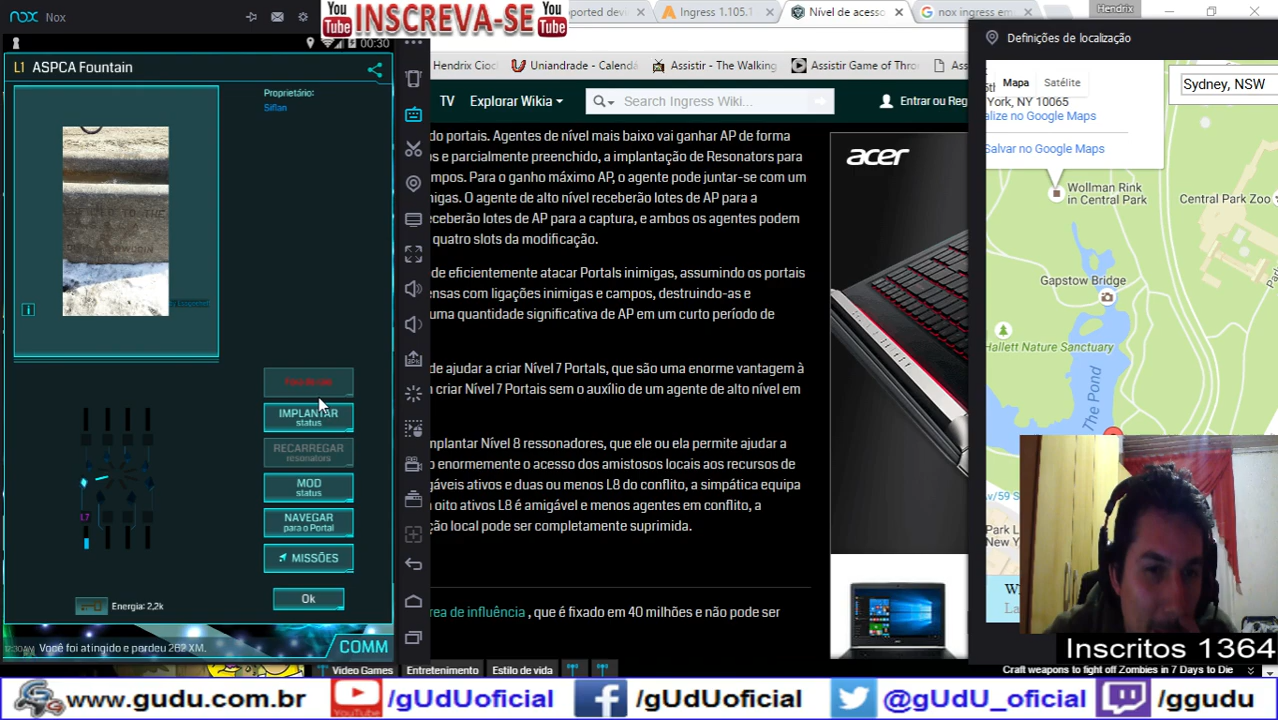 nox Nox
You Tube INSCREVA-SE You Tube
ported devi
Ingress 1.105.1
Nível de acesso
nox ingress em
Hendrix
00:30
Definições de localização
L1 ASPCA Fountain
Hendrix Cioc
Uniandrade - Calendá
Assistir - The Walking
Assistir Game of Thro
Ass
Mapa
Satélite
Sydney, NSW
York, NY 10065
alize no Google Maps
Salvar no Google Maps
Proprietário:
Siflan
TV
Explorar Wikia
Search Ingress Wiki...
Entrar ou Reg
do portais. Agentes de nível mais baixo vai ganhar AP de forma
s e parcialmente preenchido, a implantação de Resonators para
mpos. Para o ganho máximo AP, o agente pode juntar-se com um
migas. O agente de alto nível receberão lotes de AP para a
eceberão lotes de AP para a captura, e ambos os agentes podem
quatro slots da modificação.
acer
Wollman Rink
in Central Park
Central Park Zoo
Gapstow Bridge
Hallett Nature Sanctuary
The Pond
de eficientemente atacar Portals inimigas, assumindo os portais
ensas com ligações inimigas e campos, destruindo-as e
uma quantidade significativa de AP em um curto período de
de ajudar a criar Nível 7 Portals, que são uma enorme vantagem à
criar Nível 7 Portais sem o auxílio de um agente de alto nível em
mplantar Nível 8 ressonadores, que ele ou ela permite ajudar a
o enormemente o acesso dos amistosos locais aos recursos de
gáveis ativos e duas ou menos L8 do conflito, a simpática equipa
oito ativos L8 é amigável e menos agentes em conflito, a
ção local pode ser completamente suprimida.
rea de influência , que é fixado em 40 milhões e não pode ser
i
IMPLANTAR
status
RECARREGAR
resonators
MOD
status
NAVEGAR
para o Portal
MISSÕES
Ok
Energia: 2,2k
12:30AM Você foi atingido e perdeu 262 XM.
COMM
Av/59 S
Park L
New Y
Inscritos 1364
Video Games
Entretenimento
Estilo de vida
Craft weapons to fight off Zombies in 7 Days to Die
www.gudu.com.br
/gUdUoficial
/gUdUoficial
@gUdU_oficial
/ggudu